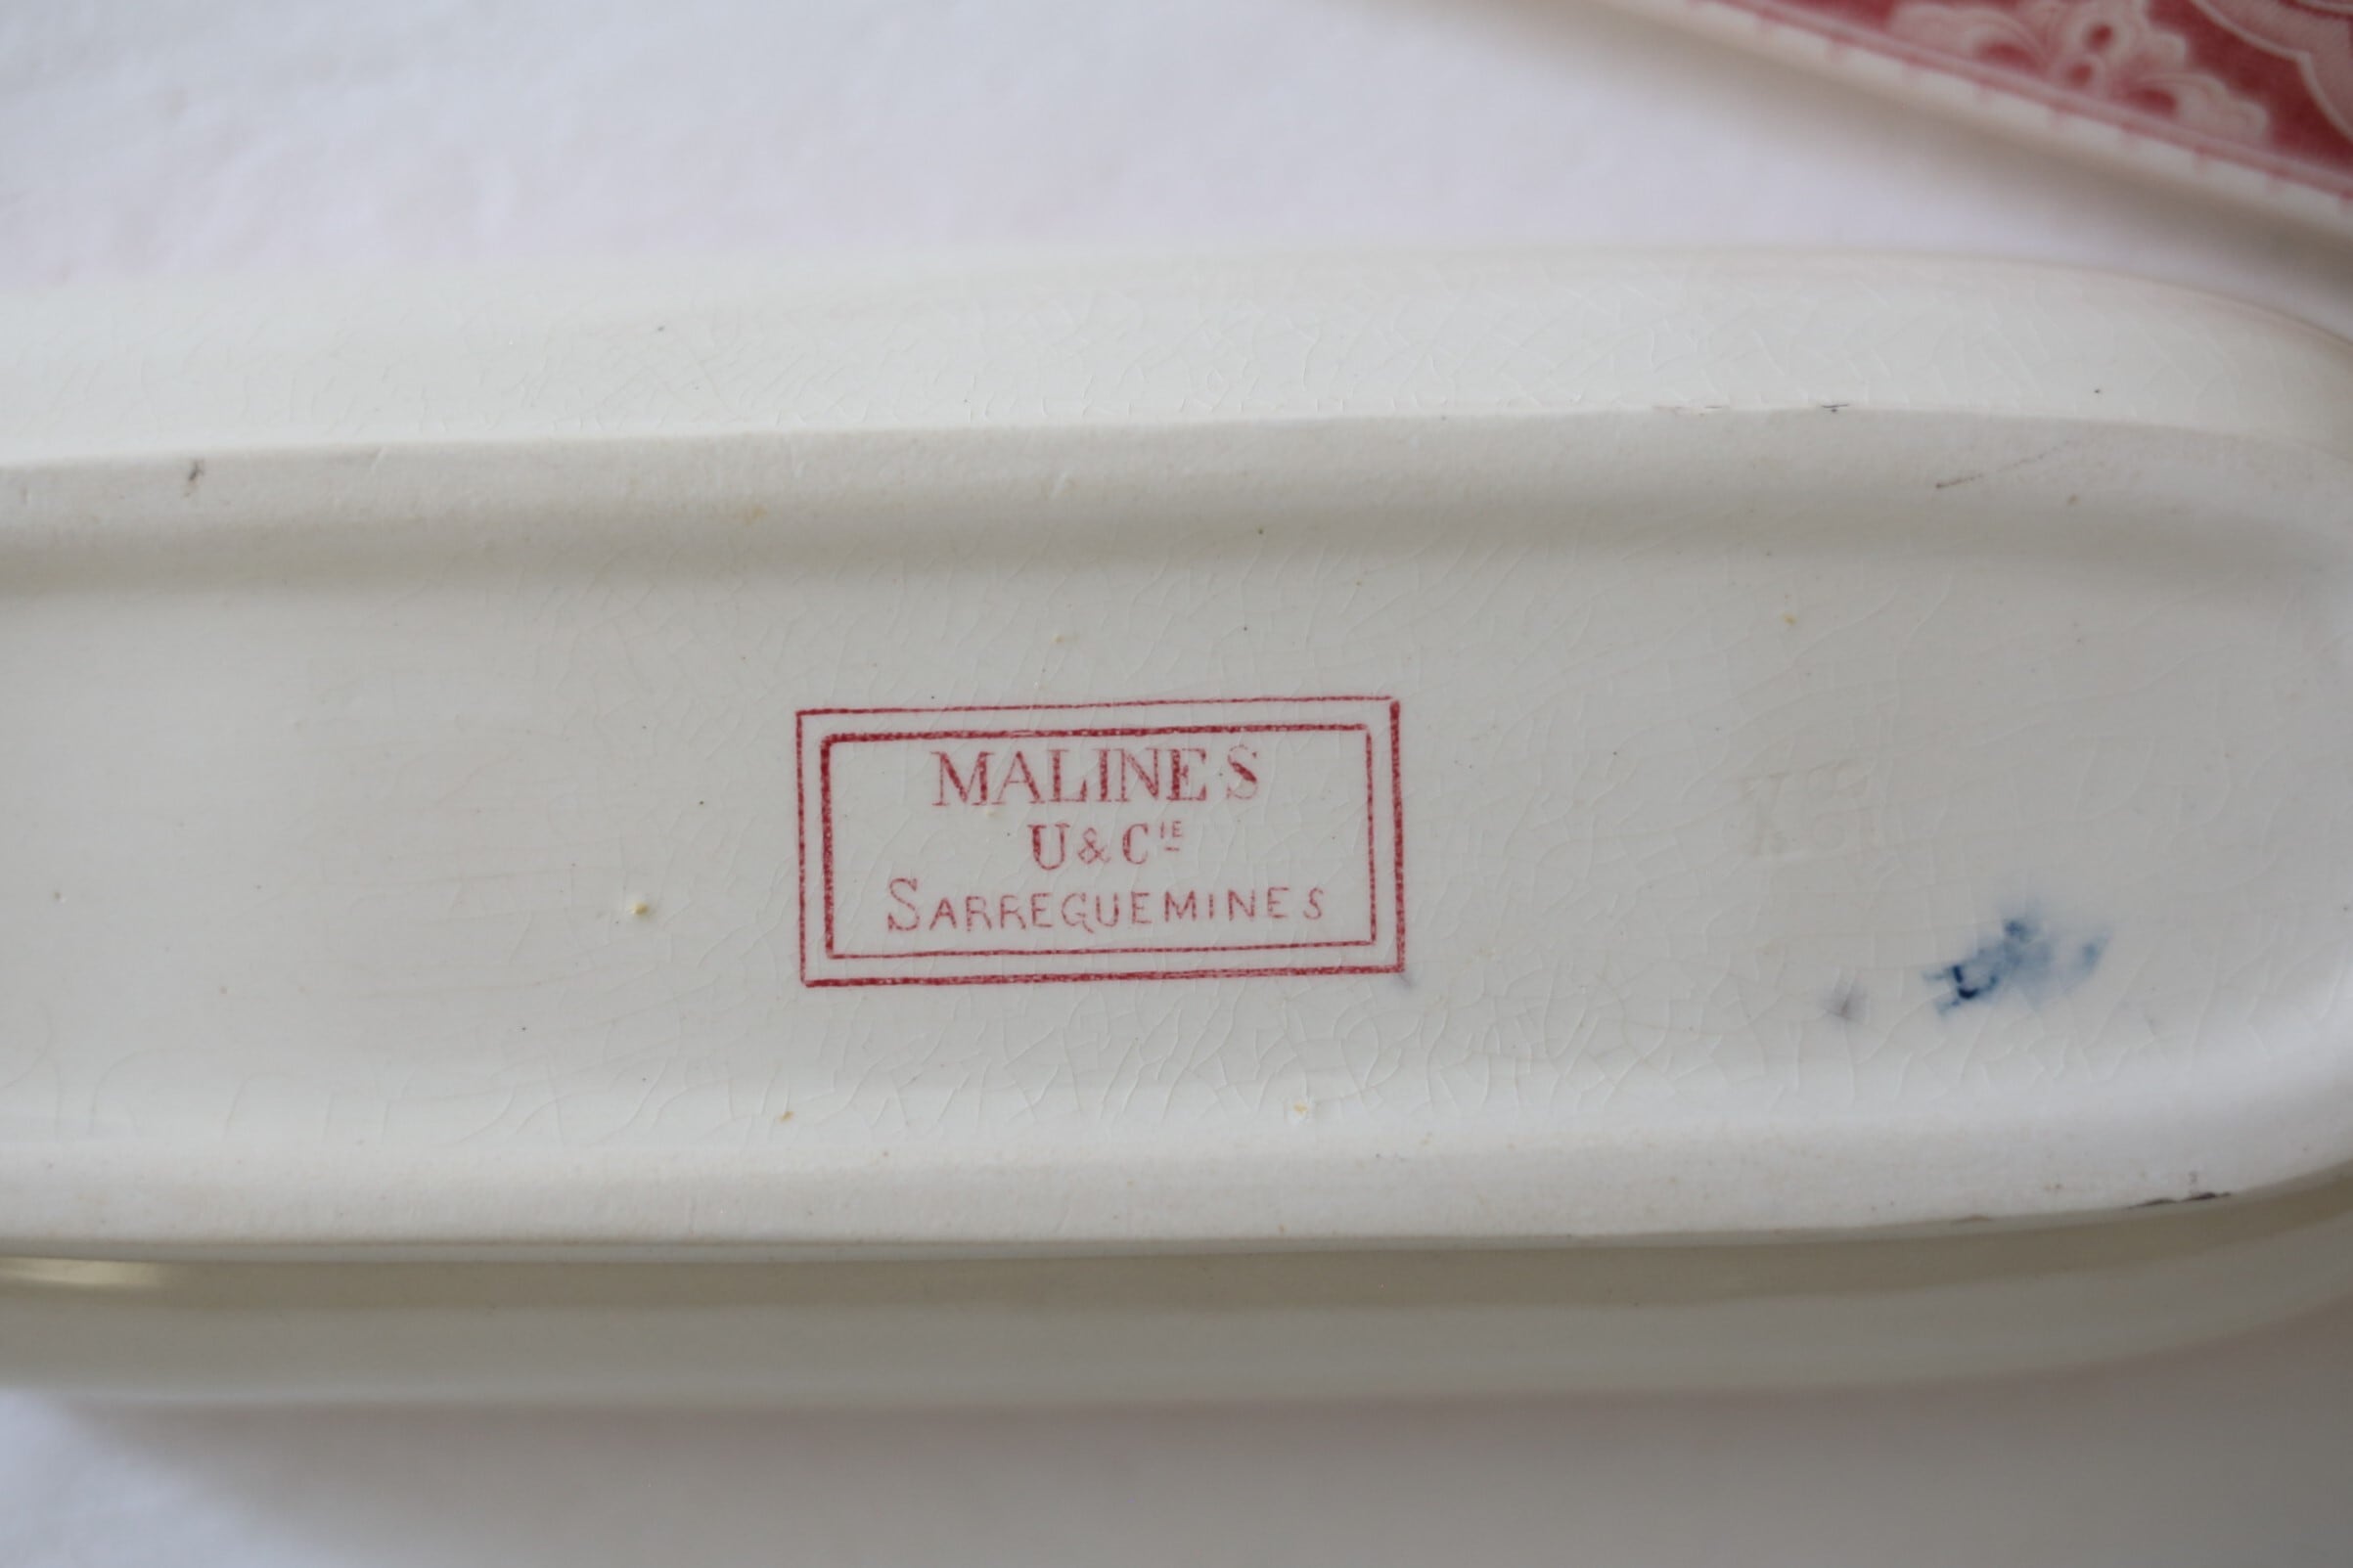 MALINES
U & CIE
SARREGUEMINES